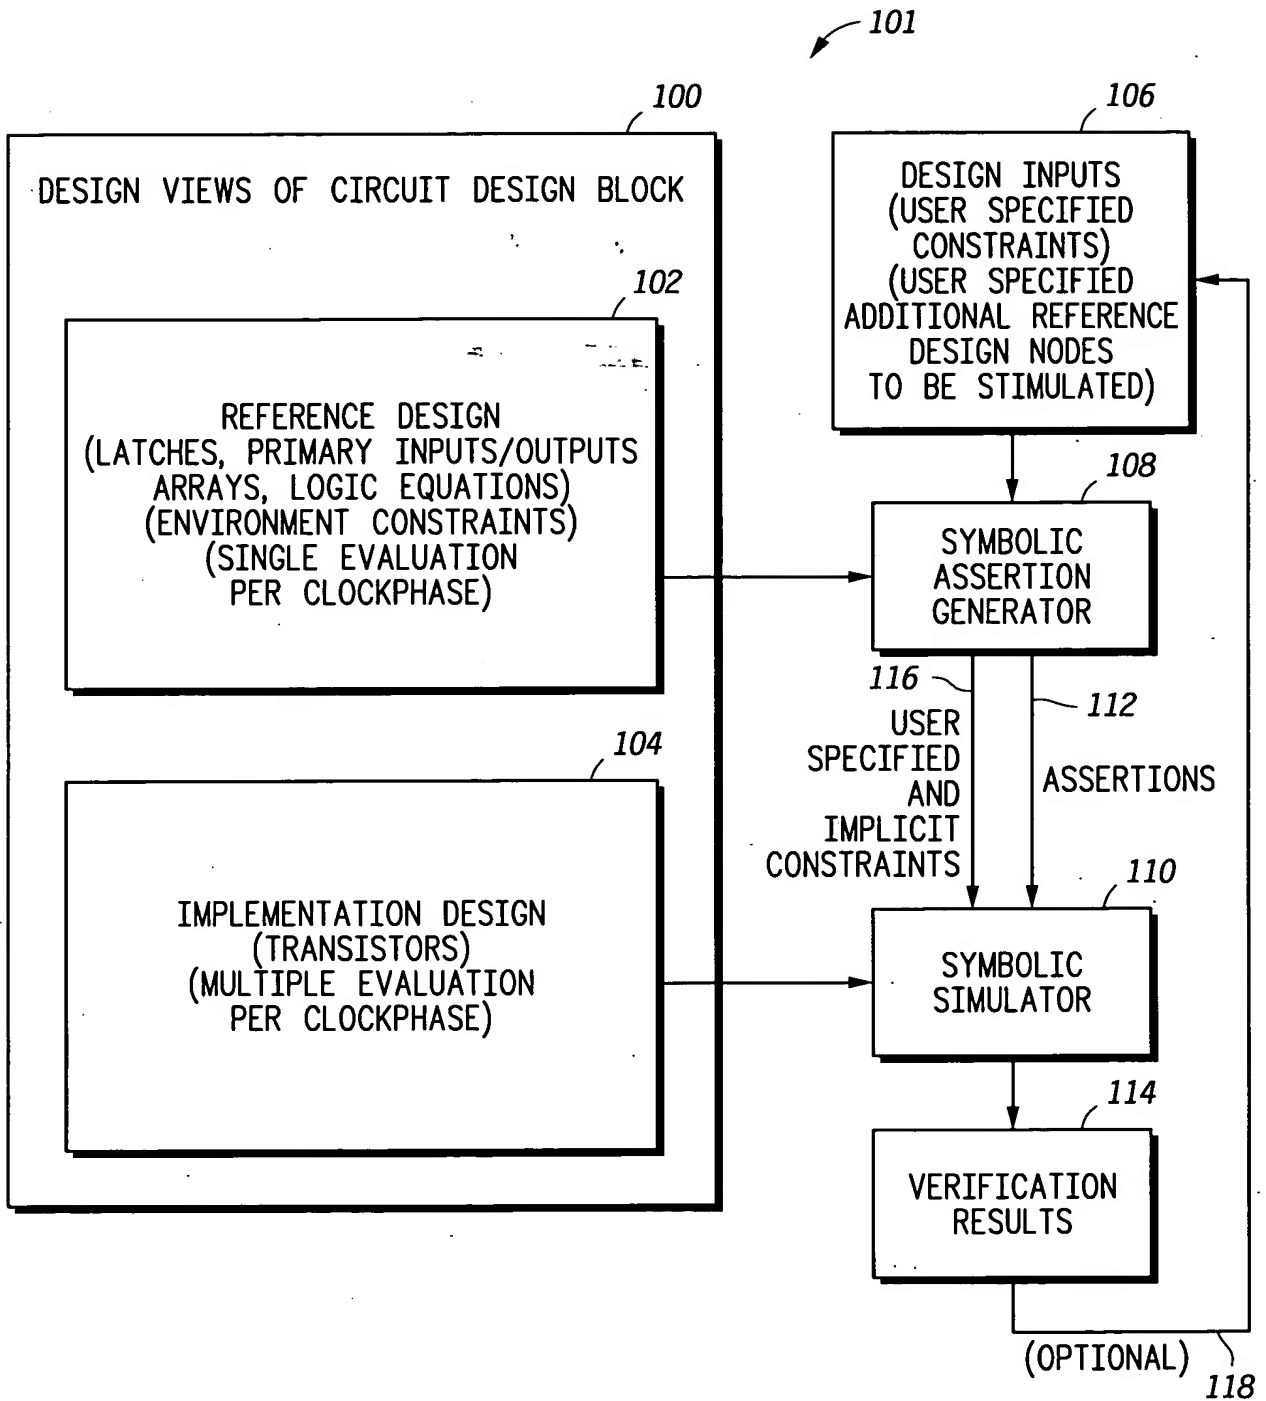 101
100
DESIGN VIEWS OF CIRCUIT DESIGN BLOCK
102
REFERENCE DESIGN
(LATCHES, PRIMARY INPUTS/OUTPUTS
ARRAYS, LOGIC EQUATIONS)
(ENVIRONMENT CONSTRAINTS)
(SINGLE EVALUATION
PER CLOCKPHASE)
104
IMPLEMENTATION DESIGN
(TRANSISTORS)
(MULTIPLE EVALUATION
PER CLOCKPHASE)
106
DESIGN INPUTS
(USER SPECIFIED
CONSTRAINTS)
(USER SPECIFIED
ADDITIONAL REFERENCE
DESIGN NODES
TO BE STIMULATED)
108
SYMBOLIC
ASSERTION
GENERATOR
116
USER
SPECIFIED
AND
IMPLICIT
CONSTRAINTS
112
ASSERTIONS
110
SYMBOLIC
SIMULATOR
114
VERIFICATION
RESULTS
(OPTIONAL)
118